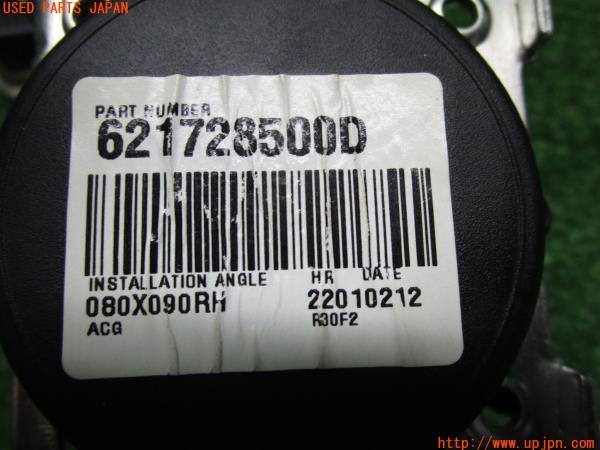 USED PARTS JAPAN
PART NUMBER
621728500D
INSTALLATION ANGLE HR DATE
080X090RH 22010212
ACG R30F2
http://www.upjpn.com/